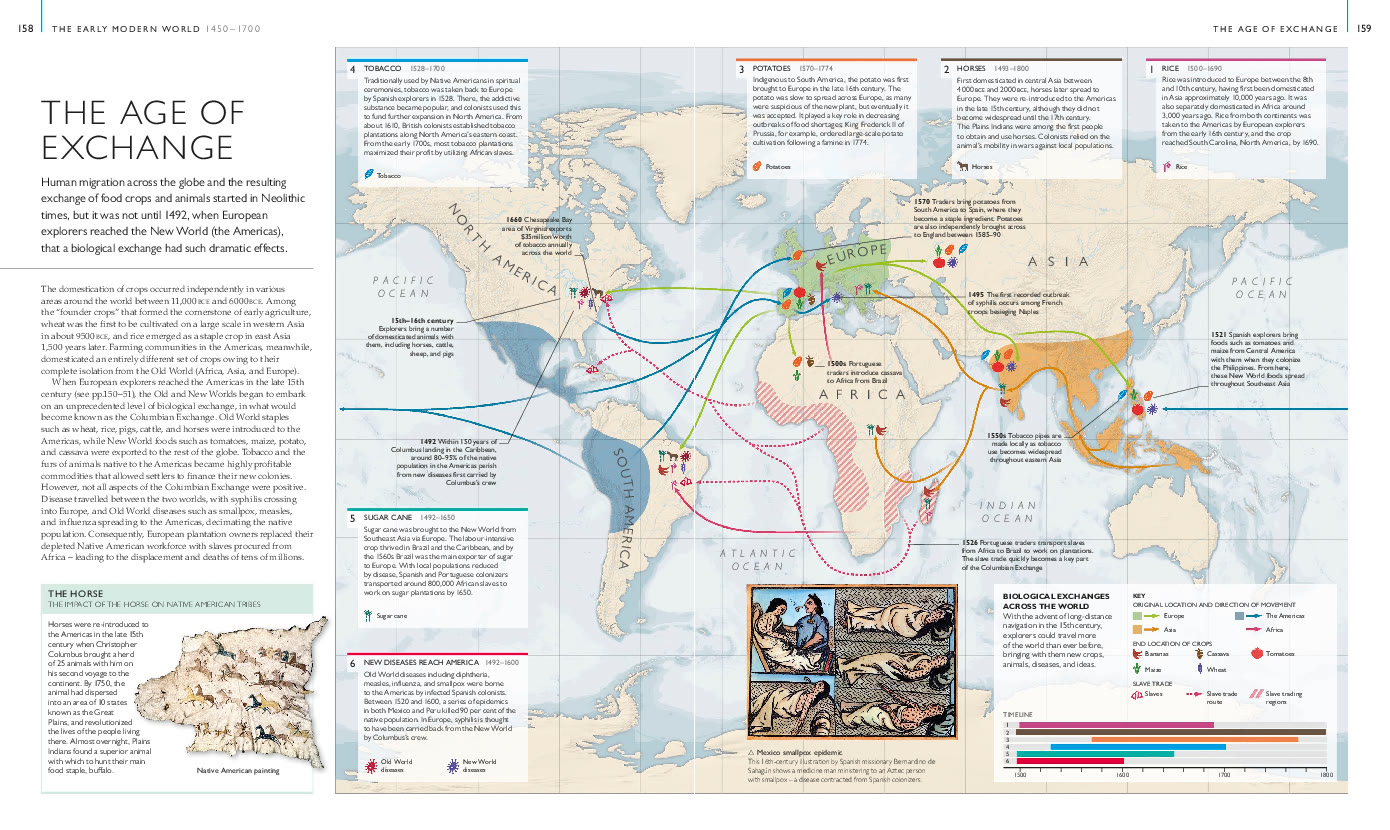 158 THE EARLY MODERN WORLD 1450–1700
THE AGE OF EXCHANGE 159
THE AGE OF
EXCHANGE
Human migration across the globe and the resulting
exchange of food crops and animals started in Neolithic
times, but it was not until 1492, when European
explorers reached the New World (the Americas),
that a biological exchange had such dramatic effects.
The domestication of crops occurred independently in
various areas around the world between 11,000 BCE and 6000 BCE. Among
the "founder crops" that formed the cornerstone of early agriculture,
wheat was the first to be cultivated on a large scale in western Asia
in about 9500 BCE, and rice emerged as a staple crop in east Asia
1,500 years later. Farming communities in the Americas, meanwhile,
domesticated an entirely different set of crops owing to their
complete isolation from the Old World (Africa, Asia, and Europe).
When European explorers reached the Americas in the late 15th
century (see pp.150–51), the Old and New Worlds began to embark
on an unprecedented level of biological exchange, in what would
become known as the Columbian Exchange. Old World staples
such as wheat, rice, pigs, cattle, and horses were introduced to the
Americas, while New World foods such as tomatoes, maize, potato,
and cassava were exported to the rest of the globe. Tobacco and the
furs of animals native to the Americas became highly profitable
commodities that allowed settlers to finance their new colonies.
However, not all aspects of the Columbian Exchange were positive.
Disease travelled between the two worlds, with syphilis crossing
into Europe, and Old World diseases such as smallpox, measles,
and influenza spreading to the Americas, decimating the native
population. Consequently, European plantation owners replaced their
depleted Native American workforce with slaves procured from
Africa – leading to the displacement and deaths of tens of millions.
THE HORSE
THE IMPACT OF THE HORSE ON NATIVE AMERICAN TRIBES
Horses were re-introduced to
the Americas in the late 15th
century when Christopher
Columbus brought a herd
of 25 animals with him on
his second voyage to the
continent. By 1750, the
animal had dispersed
into an area of 10 states
known as the Great
Plains, and revolutionized
the lives of the people living
there. Almost overnight, Plains
Indians found a superior animal
with which to hunt their main
food staple, buffalo.
Native American painting
4 TOBACCO 1528–1700
Traditionally used by Native Americans in spiritual
ceremonies, tobacco was taken back to Europe
by Spanish explorers in 1528. There, the addictive
substance became popular, and colonists used this
to fund further expansion in North America. From
about 1610, British colonists established tobacco
plantations along North America's eastern coast.
From the early 1700s, most tobacco plantations
maximized their profit by utilizing African slaves.
Tobacco
3 POTATOES 1570–1774
Indigenous to South America, the potato was first
brought to Europe in the late 16th century. The
potato was slow to spread across Europe, as many
were suspicious of the new plant, but eventually it
was accepted. It played a key role in decreasing
outbreaks of food shortages; King Frederick II of
Prussia, for example, ordered large-scale potato
cultivation following a famine in 1774.
Potatoes
2 HORSES 1493–1800
First domesticated in central Asia between
4000 BCE and 2000 BCE, horses later spread to
Europe. They were re-introduced to the Americas
in the late 15th century, although they did not
become widespread until the 17th century.
The Plains Indians were among the first people
to obtain and use horses. Colonists relied on the
animal's mobility in wars against local populations.
Horses
1 RICE 1500–1690
Rice was introduced to Europe between the 8th
and 10th century, having first been domesticated
in Asia approximately 10,000 years ago. It was
also separately domesticated in Africa around
3,000 years ago. Rice from both continents was
taken to the Americas by European explorers
from the early 16th century, and the crop
reached South Carolina, North America, by 1690.
Rice
NORTH AMERICA
1660 Chesapeake Bay
area of Virginia exports
$35 million worth
of tobacco annually
across the world
1570 Traders bring potatoes from
South America to Spain, where they
become a staple ingredient. Potatoes
are also independently brought across
to England between 1585–90
EUROPE
ASIA
PACIFIC
OCEAN
PACIFIC
OCEAN
15th–16th century
Explorers bring a number
of domesticated animals with
them, including horses, cattle,
sheep, and pigs
1495 The first recorded outbreak
of syphilis occurs among French
troops besieging Naples
1521 Spanish explorers bring
foods such as tomatoes and
maize from Central America
with them when they colonize
the Philippines. From here,
these New World foods spread
throughout Southeast Asia
1500s Portuguese
traders introduce cassava
to Africa from Brazil
AFRICA
1492 Within 150 years of
Columbus landing in the Caribbean,
around 80–95% of the native
population in the Americas perish
from new diseases first carried by
Columbus's crew
1550s Tobacco pipes are
made locally as tobacco
use becomes widespread
throughout eastern Asia
SOUTH AMERICA
INDIAN
OCEAN
ATLANTIC
OCEAN
1526 Portuguese traders transport slaves
from Africa to Brazil to work on plantations.
The slave trade quickly becomes a key part
of the Columbian Exchange
5 SUGAR CANE 1492–1650
Sugar cane was brought to the New World from
Southeast Asia via Europe. The labour-intensive
crop thrived in Brazil and the Caribbean, and by
the 1560s Brazil was the main exporter of sugar
to Europe. With local populations reduced
by disease, Spanish and Portuguese colonizers
transported around 800,000 African slaves to
work on sugar plantations by 1650.
Sugar cane
6 NEW DISEASES REACH AMERICA 1492–1600
Old World diseases including diphtheria,
measles, influenza, and smallpox were borne
to the Americas by infected Spanish colonists.
Between 1520 and 1600, a series of epidemics
in both Mexico and Peru killed 90 per cent of the
native population. In Europe, syphilis is thought
to have been carried back from the New World
by Columbus's crew.
Old World
diseases
New World
diseases
△ Mexico smallpox epidemic
This 16th-century illustration by Spanish missionary Bernardino de
Sahagún shows a medicine man ministering to an Aztec person
with smallpox – a disease contracted from Spanish colonizers.
BIOLOGICAL EXCHANGES
ACROSS THE WORLD
With the advent of long-distance
navigation in the 15th century,
explorers could travel more
of the world than ever before,
bringing with them new crops,
animals, diseases, and ideas.
KEY
ORIGINAL LOCATION AND DIRECTION OF MOVEMENT
Europe
The Americas
Asia
Africa
END LOCATION OF CROPS
Bananas
Cassava
Tomatoes
Maize
Wheat
SLAVE TRADE
Slaves
Slave trade
route
Slave trading
regions
TIMELINE
1
2
3
4
5
6
1500 1600 1700 1800